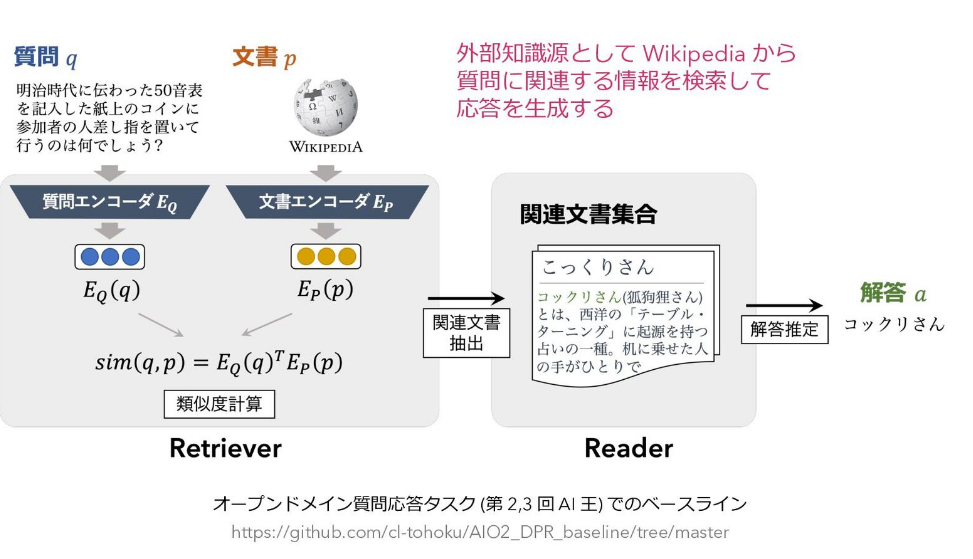 質問 q
文書 p
外部知識源として Wikipedia から
質問に関連する情報を検索して
応答を生成する
明治時代に伝わった50音表
を記入した紙上のコインに
参加者の人差し指を置いて
行うのは何でしょう?
Ω
W
И
WIKIPEDIA
質問エンコーダ E_Q
文書エンコーダ E_P
E_Q(q)
E_P(p)
sim(q,p) = E_Q(q)^T E_P(p)
類似度計算
Retriever
関連文書
抽出
関連文書集合
こっくりさん
コックリさん(狐狗狸さん)
とは、西洋の「テーブル・
ターニング」に起源を持つ
占いの一種。机に乗せた人
の手がひとりで
Reader
解答推定
解答 a
コックリさん
オープンドメイン質問応答タスク (第 2,3 回 AI 王) でのベースライン
https://github.com/cl-tohoku/AIO2_DPR_baseline/tree/master